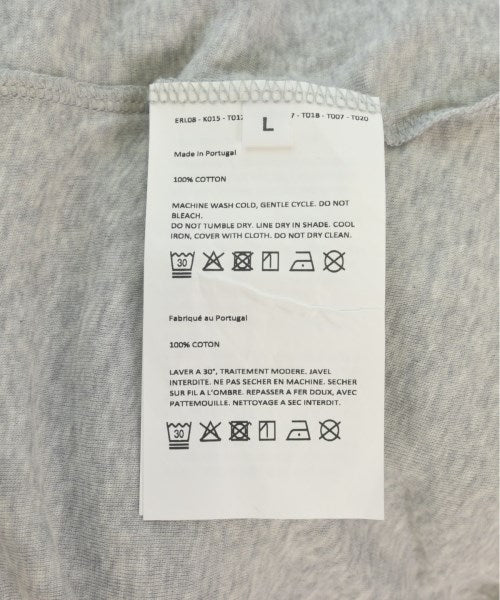 ERL08 - K015 - T012
7 - T018 - T007 - T020
L
Made in Portugal
100% COTTON
MACHINE WASH COLD, GENTLE CYCLE. DO NOT
BLEACH.
DO NOT TUMBLE DRY. LINE DRY IN SHADE. COOL
IRON, COVER WITH CLOTH. DO NOT DRY CLEAN.
30
Fabriqué au Portugal
100% COTTON
LAVER A 30°, TRAITEMENT MODERE. JAVEL
INTERDITE. NE PAS SECHER EN MACHINE. SECHER
SUR FIL A L'OMBRE. REPASSER A FER DOUX, AVEC
PATTEMOUILLE. NETTOYAGE A SEC INTERDIT.
30